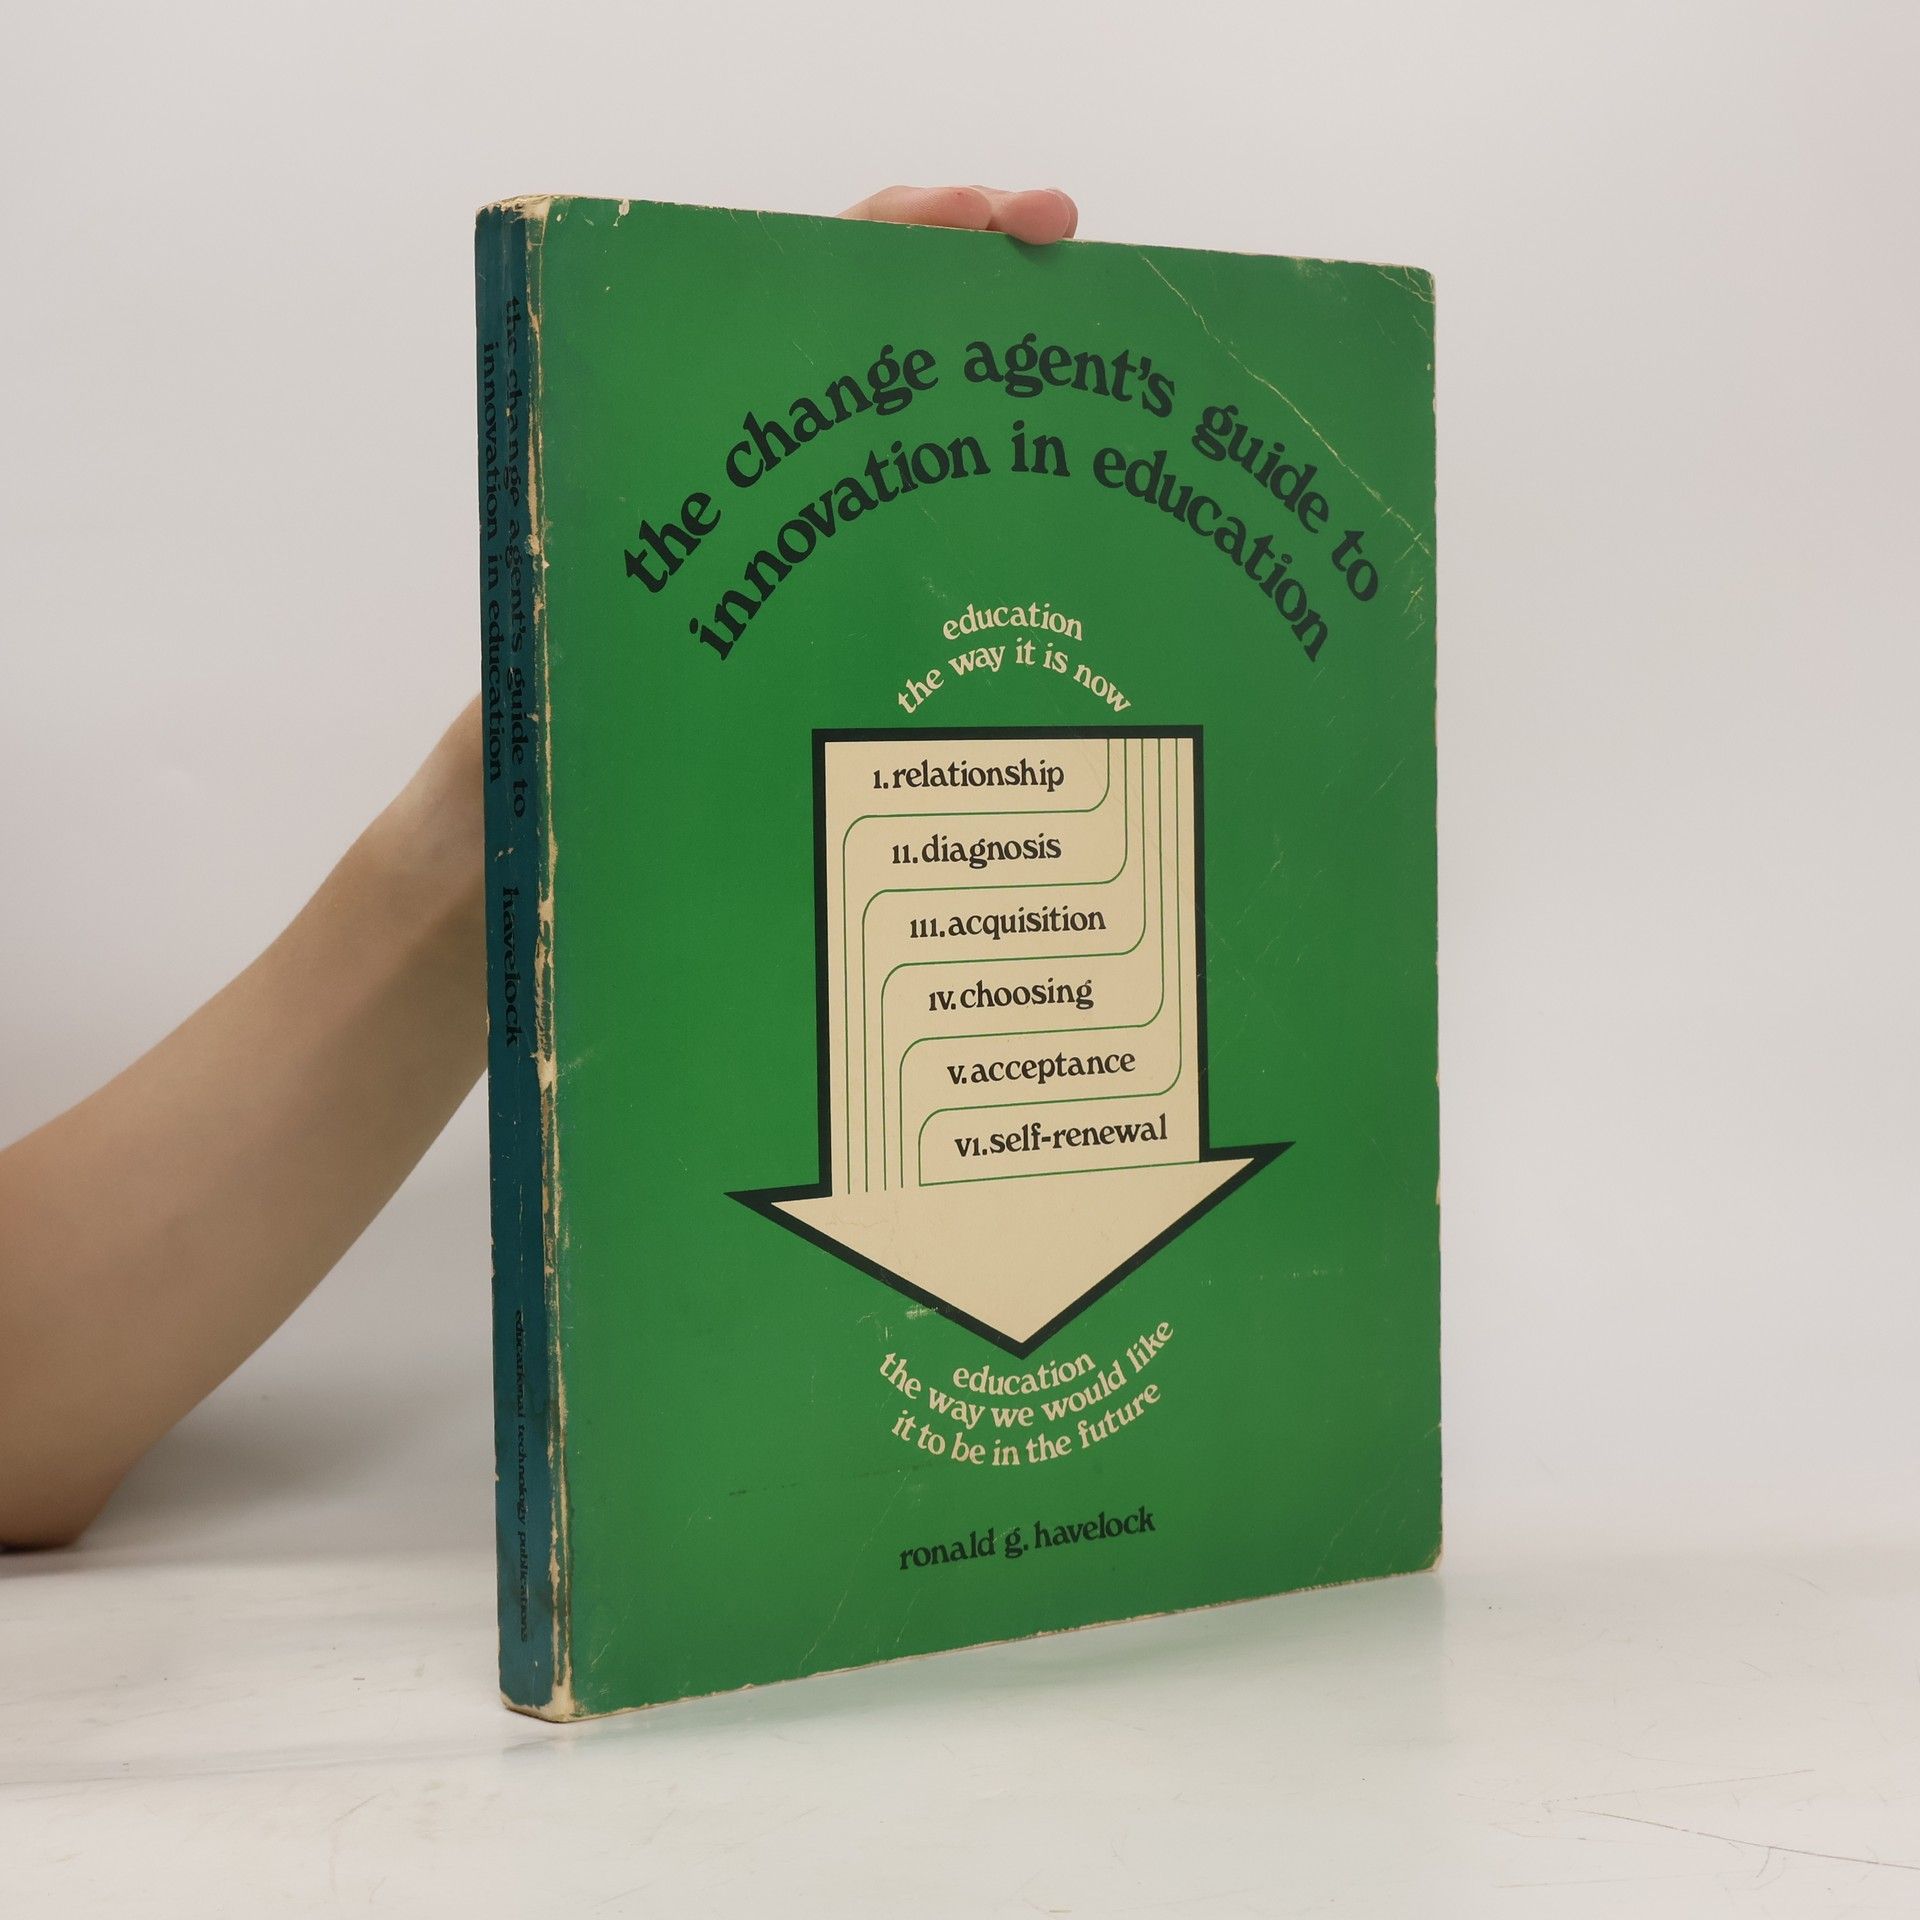 the change agent's guide to
innovation in education
havelock
educational technology publications
the change agent's guide to
innovation in education
education
the way it is now
I. relationship
II. diagnosis
III. acquisition
IV. choosing
V. acceptance
VI. self-renewal
education
the way we would like
it to be in the future
ronald g. havelock